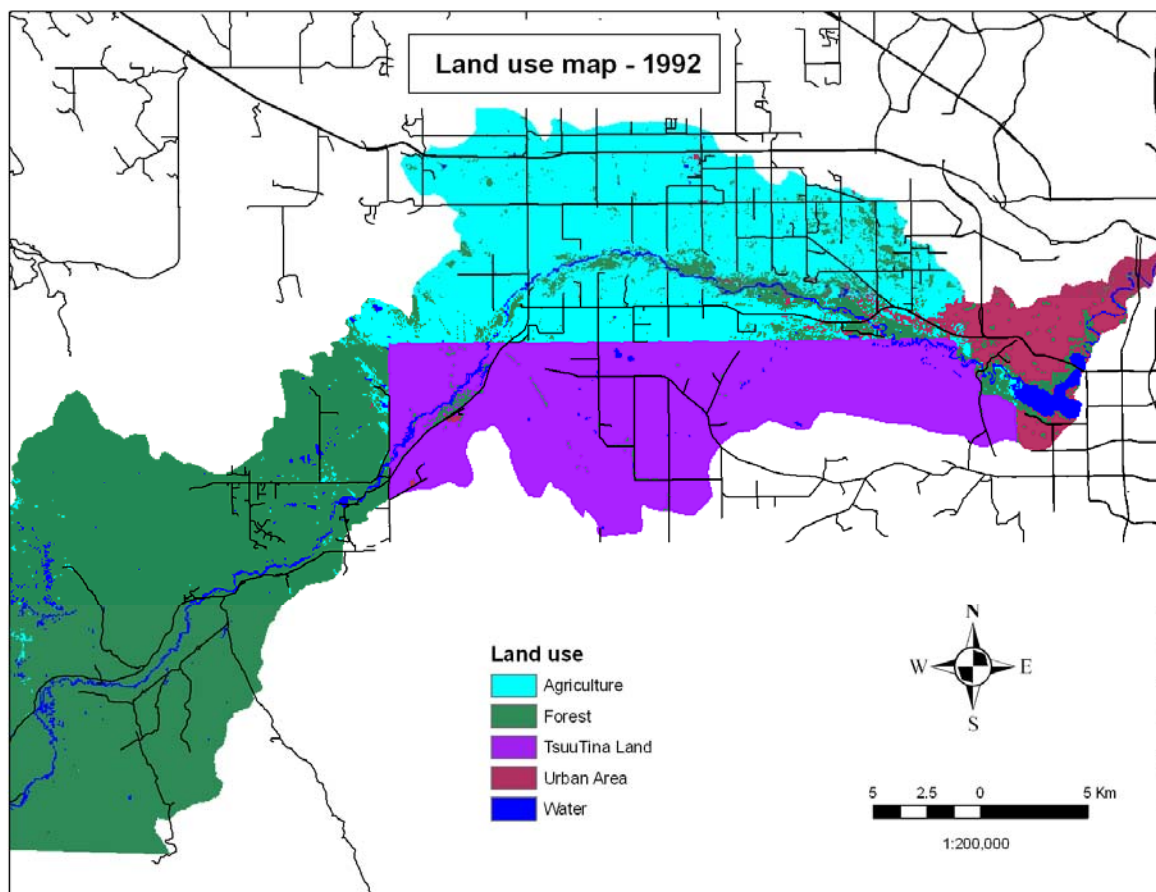 Land use map - 1992
Land use
Agriculture
Forest
TsuuTina Land
Urban Area
Water
N
W E
S
5 2.5 0 5 Km
1:200,000